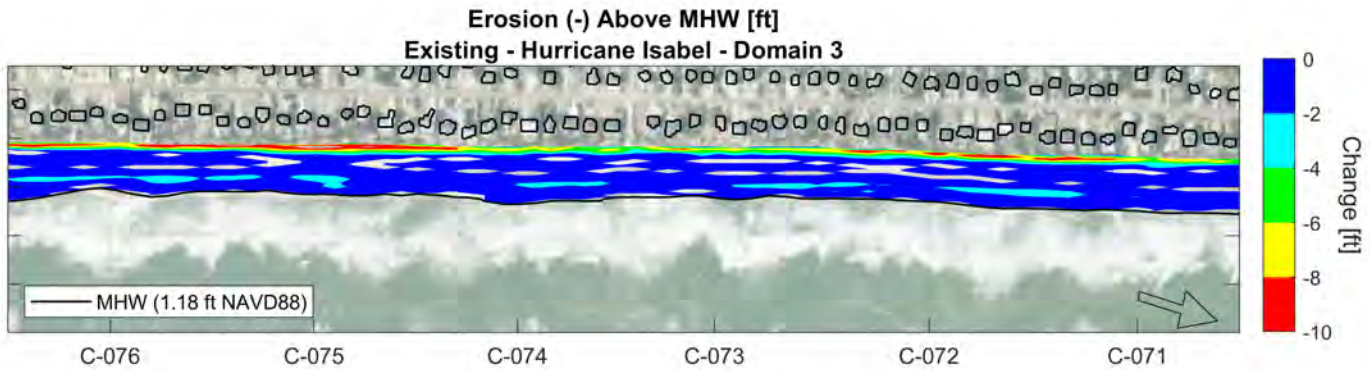 Erosion (-) Above MHW [ft]
Existing - Hurricane Isabel - Domain 3
0
-2
-4
-6
-8
-10
Change [ft]
MHW (1.18 ft NAVD88)
C-076 C-075 C-074 C-073 C-072 C-071